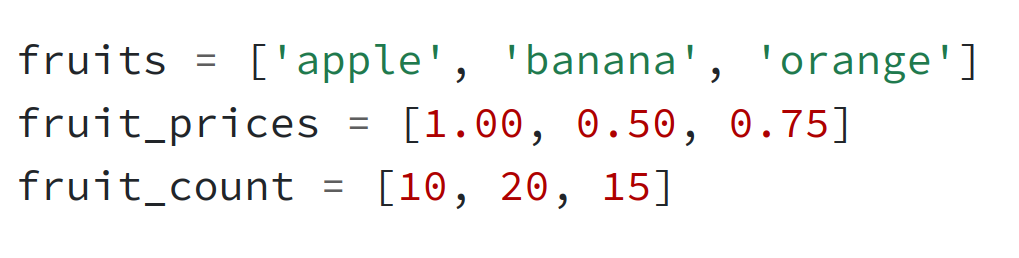 fruits = ['apple', 'banana', 'orange']
fruit_prices = [1.00, 0.50, 0.75]
fruit_count = [10, 20, 15]